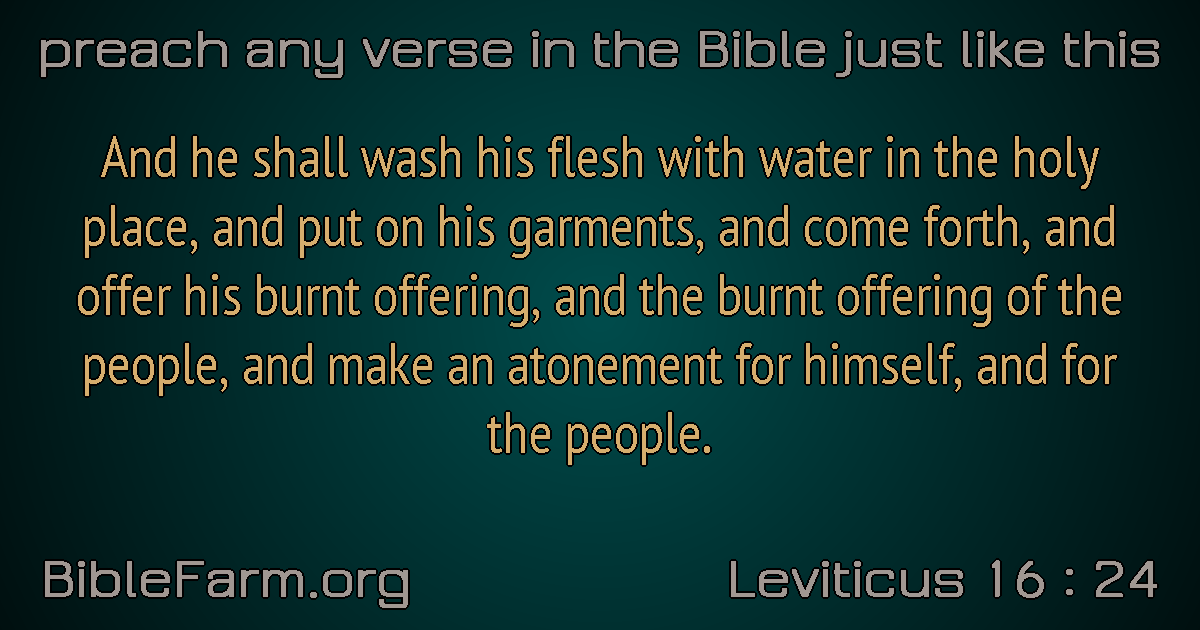 preach any verse in the Bible just like this
And he shall wash his flesh with water in the holy
place, and put on his garments, and come forth, and
offer his burnt offering, and the burnt offering of the
people, and make an atonement for himself, and for
the people.
BibleFarm.org
Leviticus 16 : 24